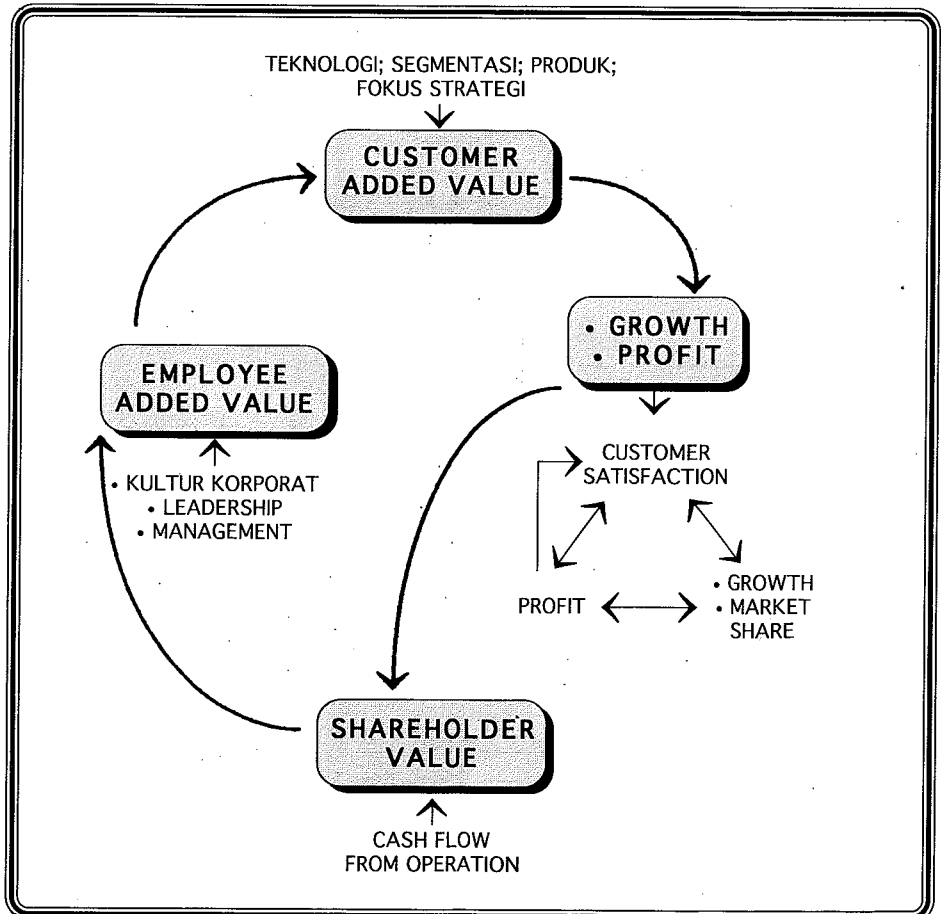 TEKNOLOGI; SEGMENTASI; PRODUK;
FOKUS STRATEGI
CUSTOMER
ADDED VALUE
• GROWTH
• PROFIT
EMPLOYEE
ADDED VALUE
• KULTUR KORPORAT
• LEADERSHIP
• MANAGEMENT
CUSTOMER
SATISFACTION
PROFIT
• GROWTH
• MARKET
SHARE
SHAREHOLDER
VALUE
CASH FLOW
FROM OPERATION